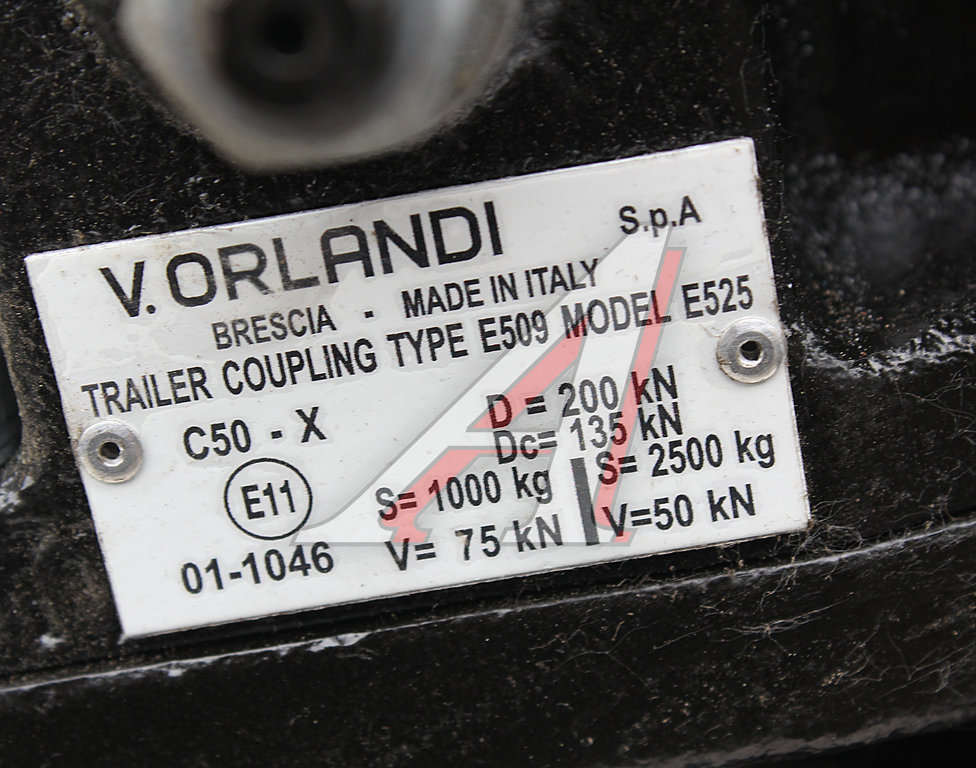 V.ORLANDI S.p.A
BRESCIA - MADE IN ITALY
TRAILER COUPLING TYPE E509 MODEL E525
C50 - X
D = 200 kN
Dc= 135 kN
E11
S= 1000 kg S= 2500 kg
01-1046
V= 75 kN V=50 kN